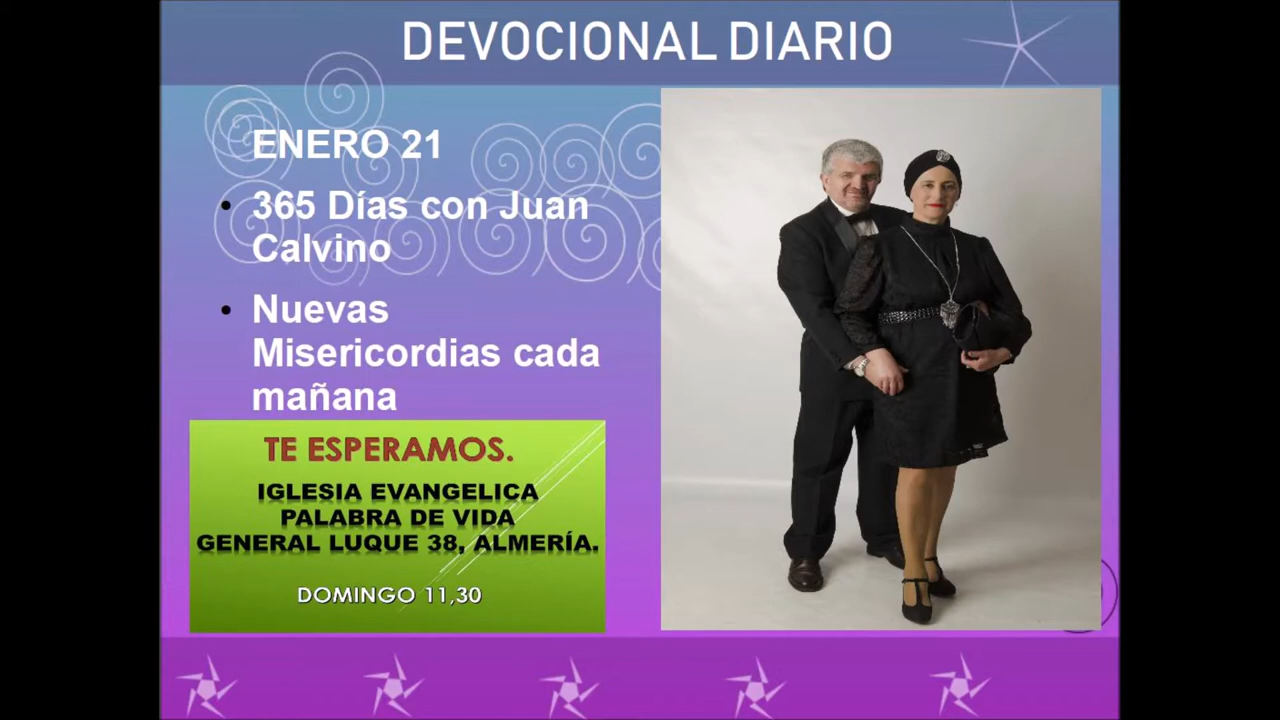 DEVOCIONAL DIARIO
ENERO 21
365 Días con Juan
Calvino
Nuevas
Misericordias cada
mañana
TE ESPERAMOS.
IGLESIA EVANGELICA
PALABRA DE VIDA
GENERAL LUQUE 38, ALMERÍA.
DOMINGO 11,30